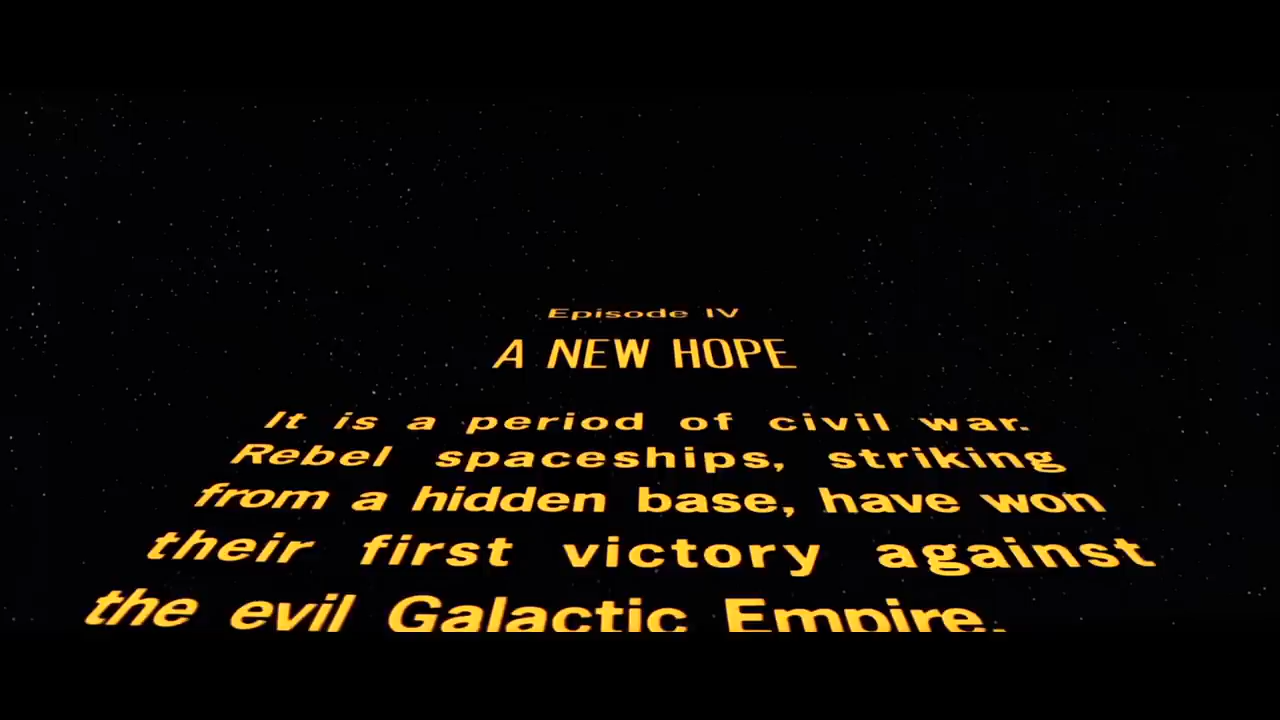 Episode IV
A NEW HOPE
It is a period of civil war.
Rebel spaceships, striking
from a hidden base, have won
their first victory against
the evil Galactic Empire.